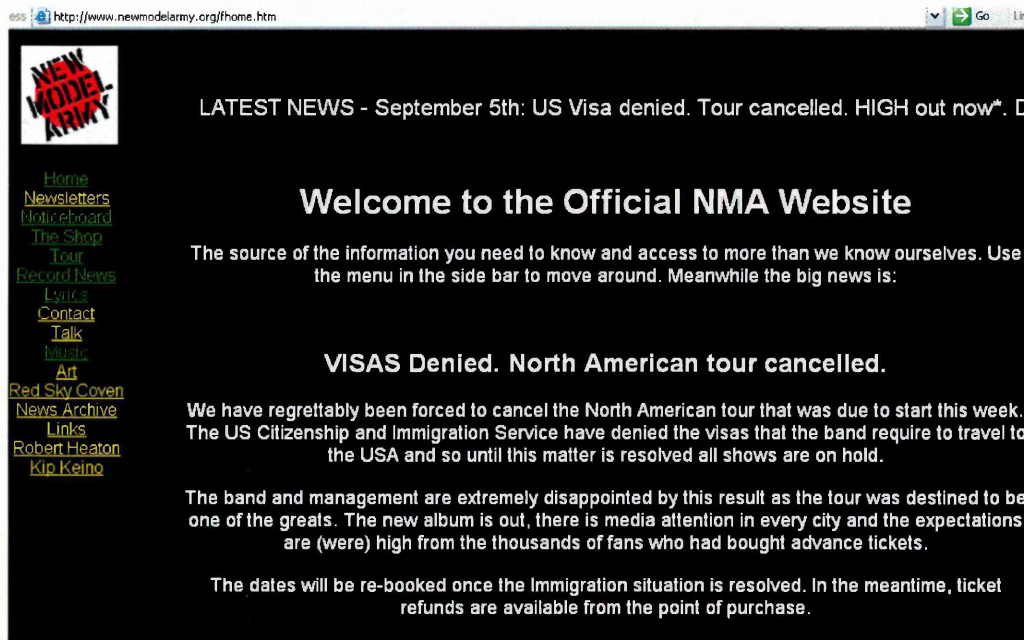 ess http://www.newmodelarmy.org/fhome.htm Go
NEW
MODEL
ARMY
LATEST NEWS - September 5th: US Visa denied. Tour cancelled. HIGH out now*. D
Home
Newsletters
Noticeboard
The Shop
Tour
Record News
Lyrics
Contact
Talk
Music
Art
Red Sky Coven
News Archive
Links
Robert Heaton
Kip Keino
Welcome to the Official NMA Website
The source of the information you need to know and access to more than we know ourselves. Use
the menu in the side bar to move around. Meanwhile the big news is:
VISAS Denied. North American tour cancelled.
We have regrettably been forced to cancel the North American tour that was due to start this week.
The US Citizenship and Immigration Service have denied the visas that the band require to travel to
the USA and so until this matter is resolved all shows are on hold.
The band and management are extremely disappointed by this result as the tour was destined to be
one of the greats. The new album is out, there is media attention in every city and the expectations
are (were) high from the thousands of fans who had bought advance tickets.
The dates will be re-booked once the Immigration situation is resolved. In the meantime, ticket
refunds are available from the point of purchase.